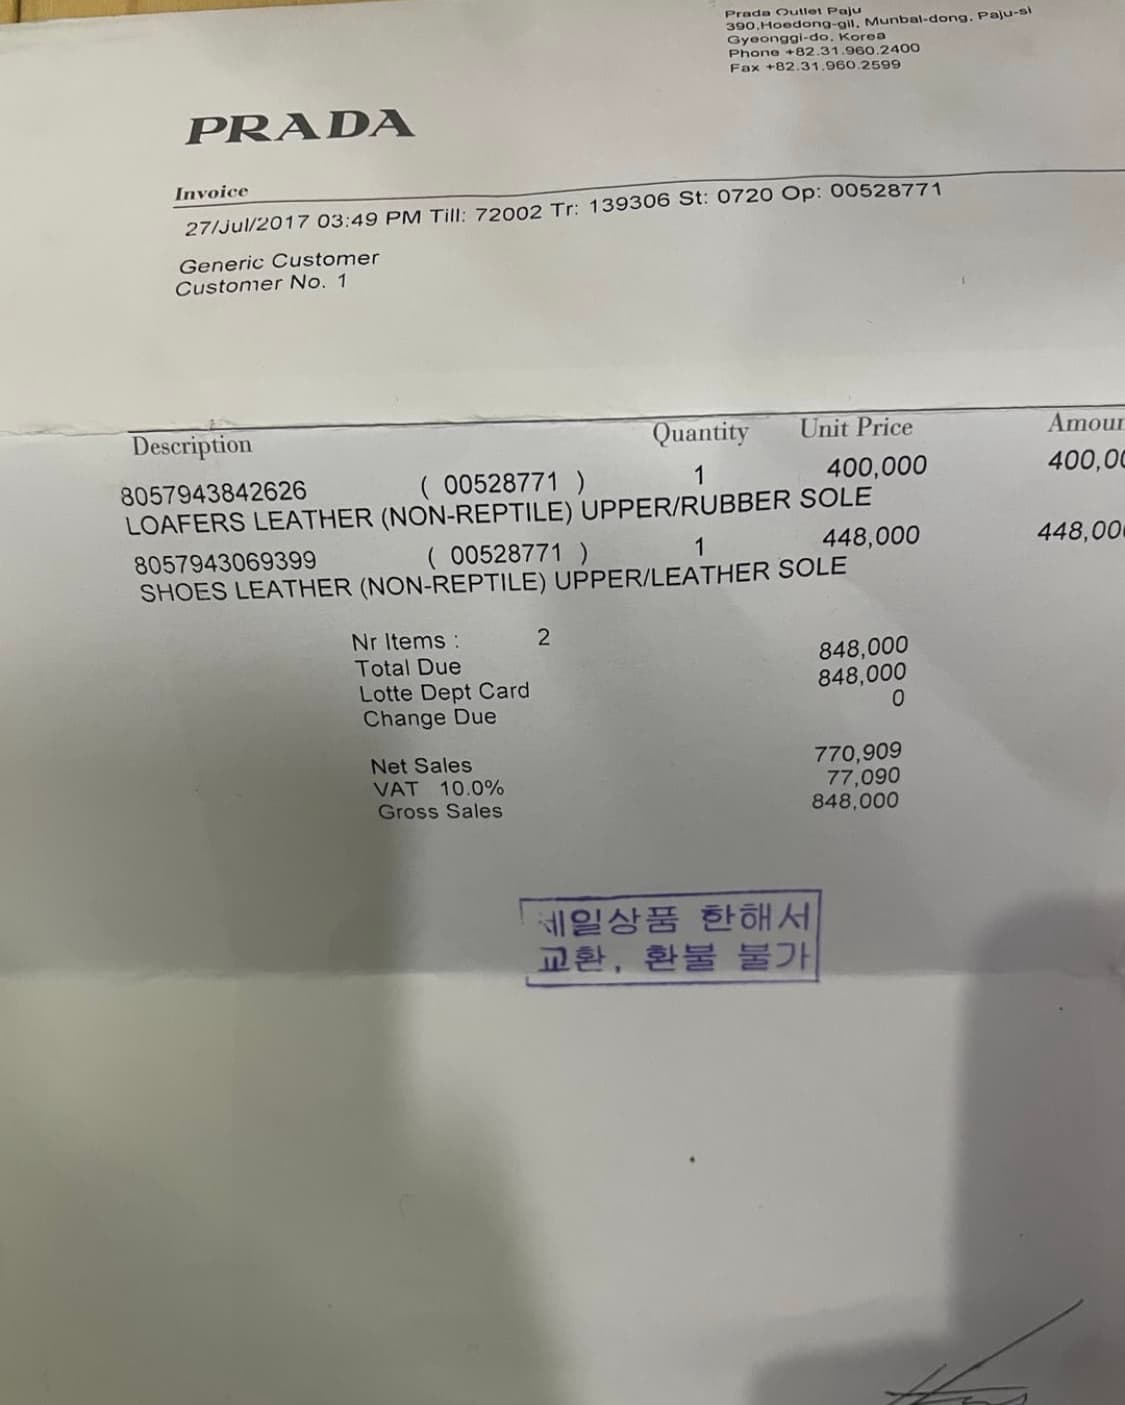 Prada Outlet Paju
390,Hoedong-gil, Munbal-dong, Paju-si
Gyeonggi-do, Korea
Phone +82.31.960.2400
Fax +82.31.960.2599
PRADA
Invoice
27/Jul/2017 03:49 PM Till: 72002 Tr: 139306 St: 0720 Op: 00528771
Generic Customer
Customer No. 1
Description Quantity Unit Price Amoun
8057943842626 ( 00528771 ) 1 400,000 400,00
LOAFERS LEATHER (NON-REPTILE) UPPER/RUBBER SOLE
8057943069399 ( 00528771 ) 1 448,000 448,000
SHOES LEATHER (NON-REPTILE) UPPER/LEATHER SOLE
Nr Items : 2
Total Due 848,000
Lotte Dept Card 848,000
Change Due 0
Net Sales 770,909
VAT 10.0% 77,090
Gross Sales 848,000
세일상품 한해서
교환, 환불 불가